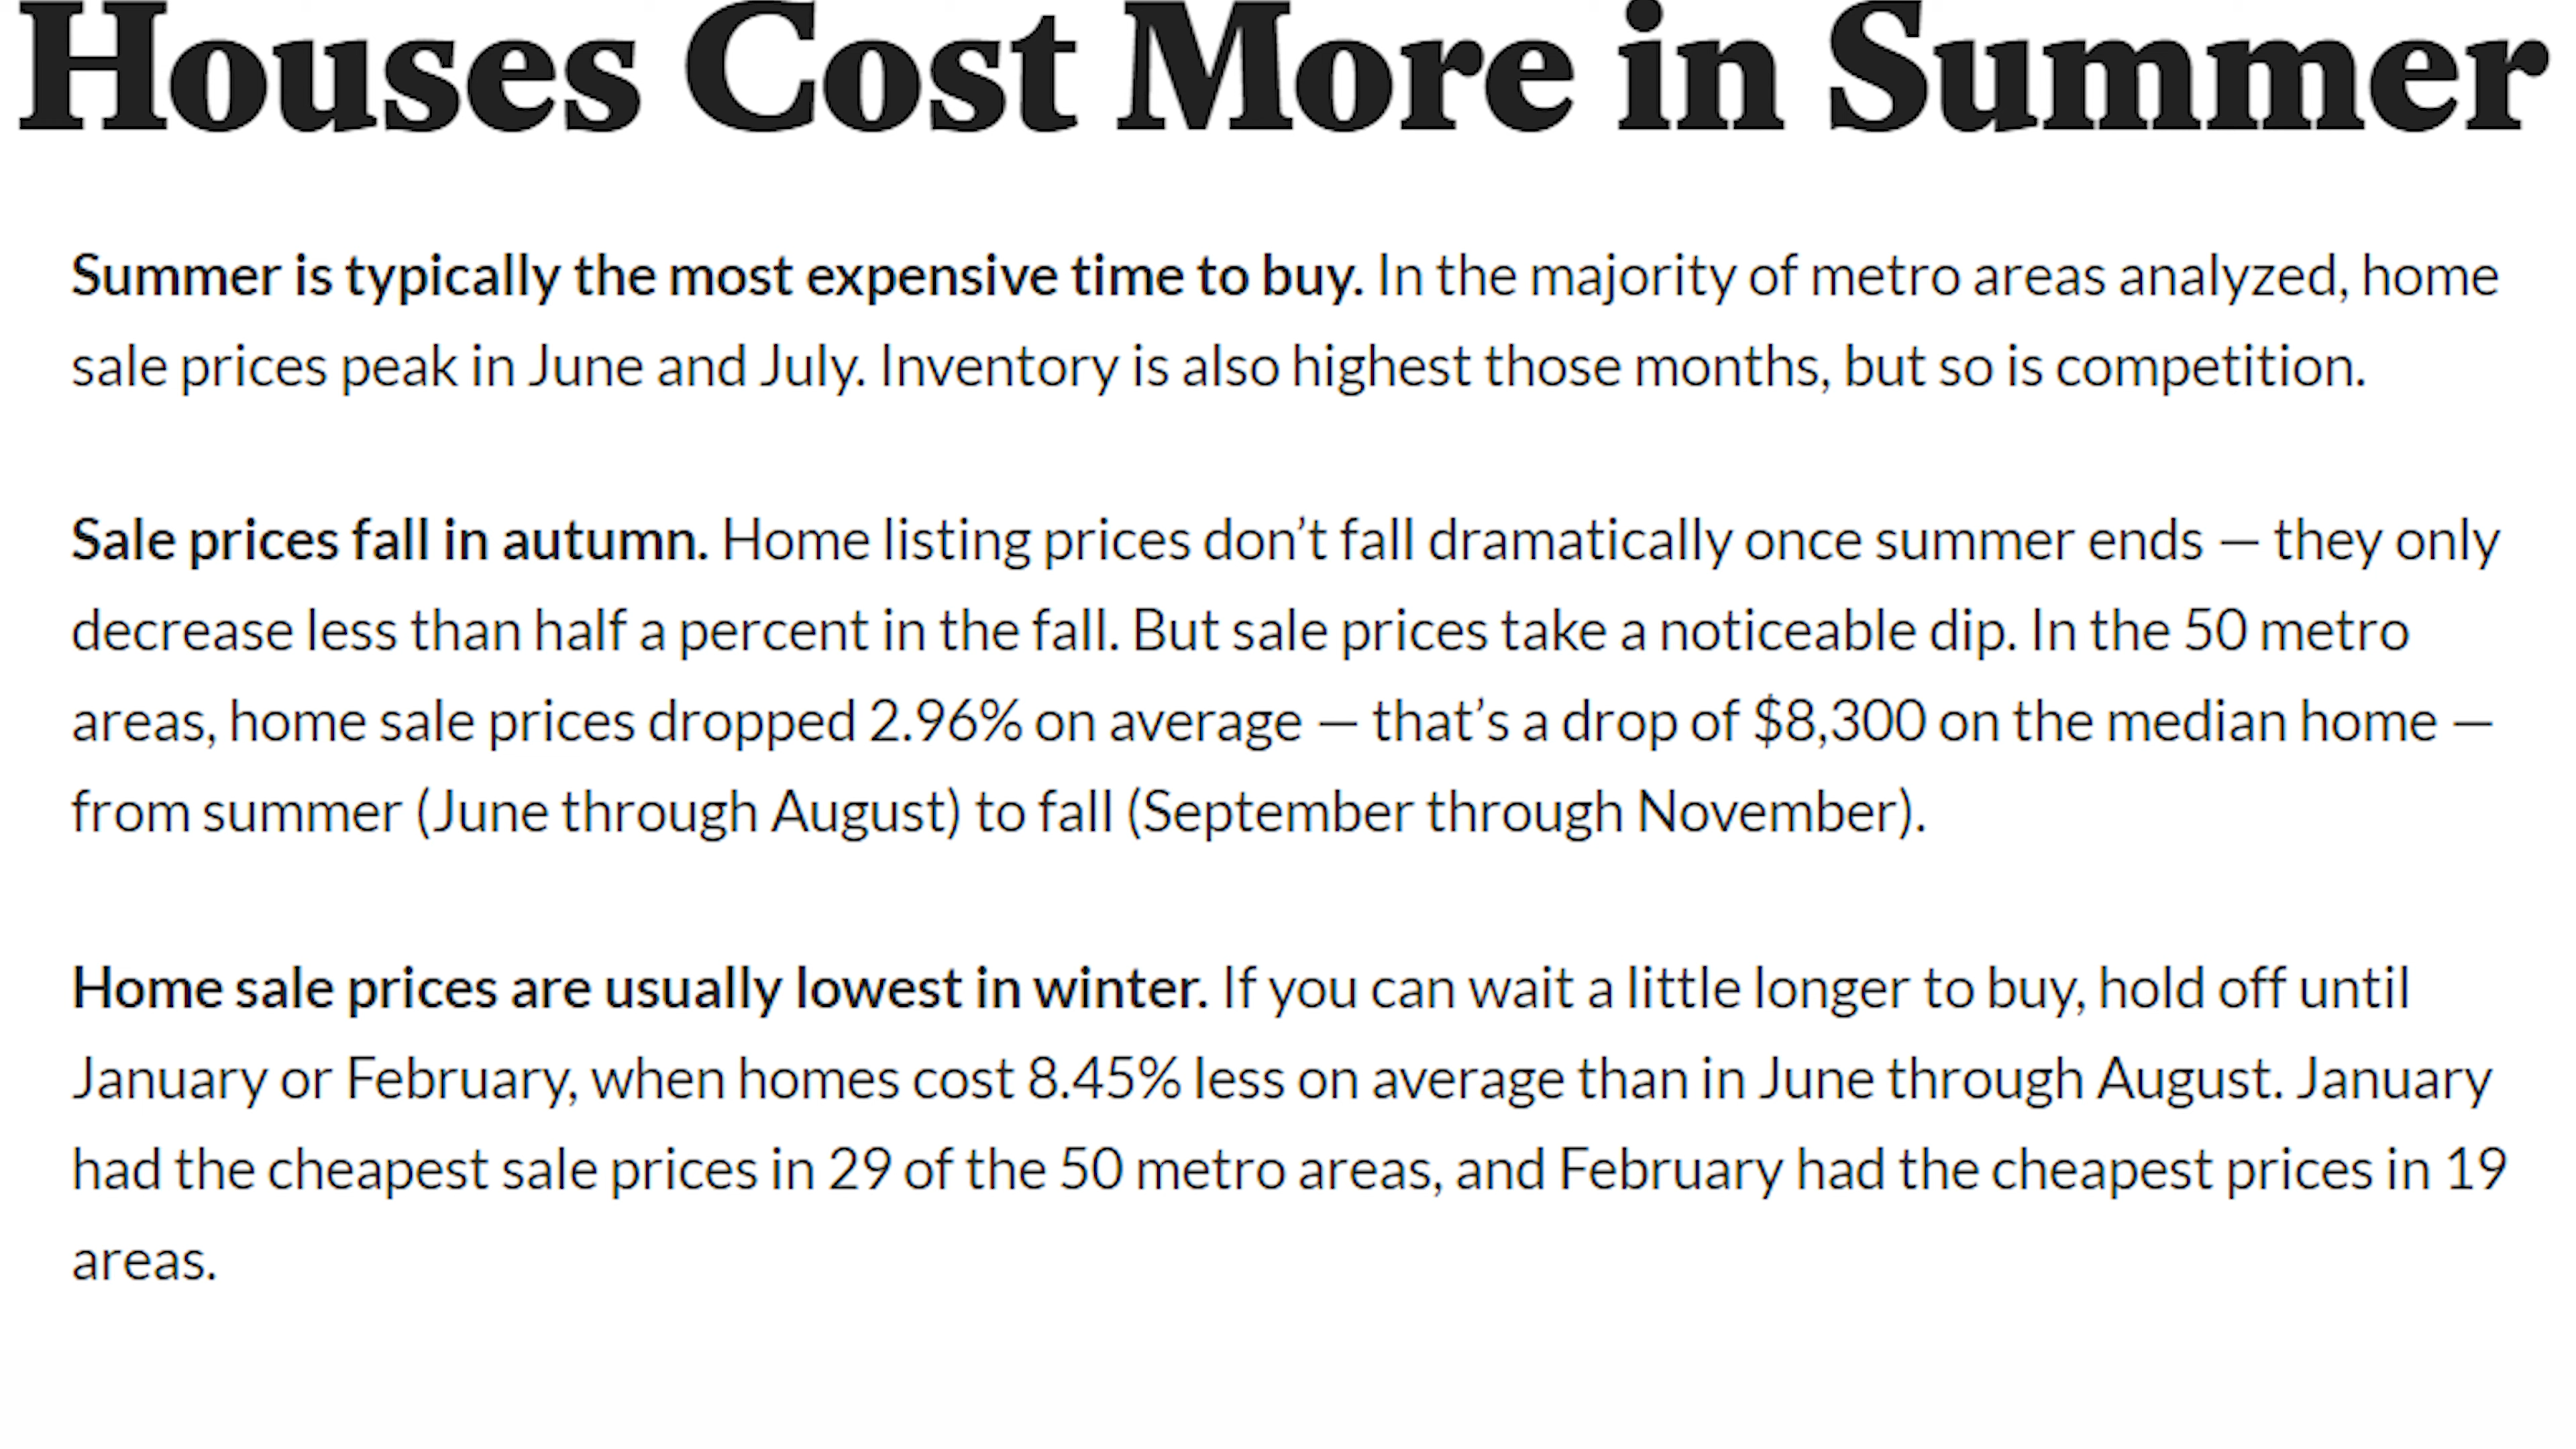 Houses Cost More in Summer
Summer is typically the most expensive time to buy. In the majority of metro areas analyzed, home
sale prices peak in June and July. Inventory is also highest those months, but so is competition.
Sale prices fall in autumn. Home listing prices don’t fall dramatically once summer ends — they only
decrease less than half a percent in the fall. But sale prices take a noticeable dip. In the 50 metro
areas, home sale prices dropped 2.96% on average — that’s a drop of $8,300 on the median home —
from summer (June through August) to fall (September through November).
Home sale prices are usually lowest in winter. If you can wait a little longer to buy, hold off until
January or February, when homes cost 8.45% less on average than in June through August. January
had the cheapest sale prices in 29 of the 50 metro areas, and February had the cheapest prices in 19
areas.